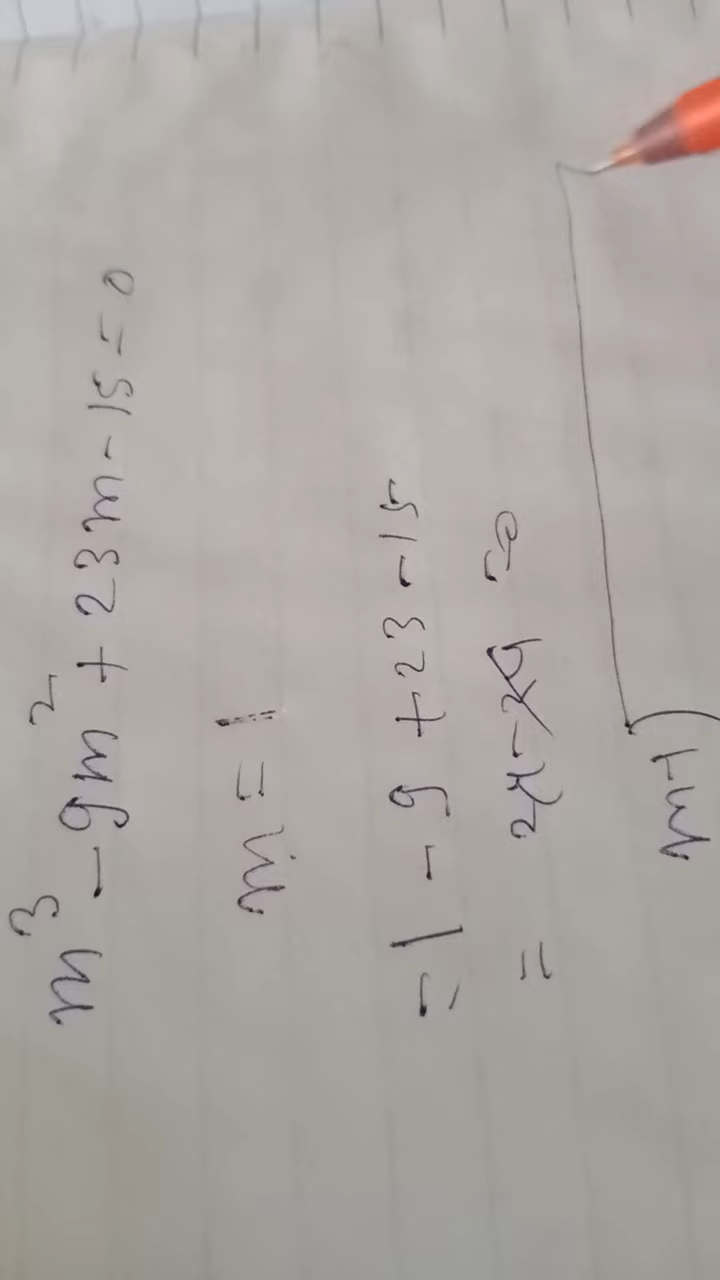 m³ - 9m² + 23m - 15 = 0
m = 1
= 1 - 9 + 23 - 15
= 24 - 24 = 0
m-1)